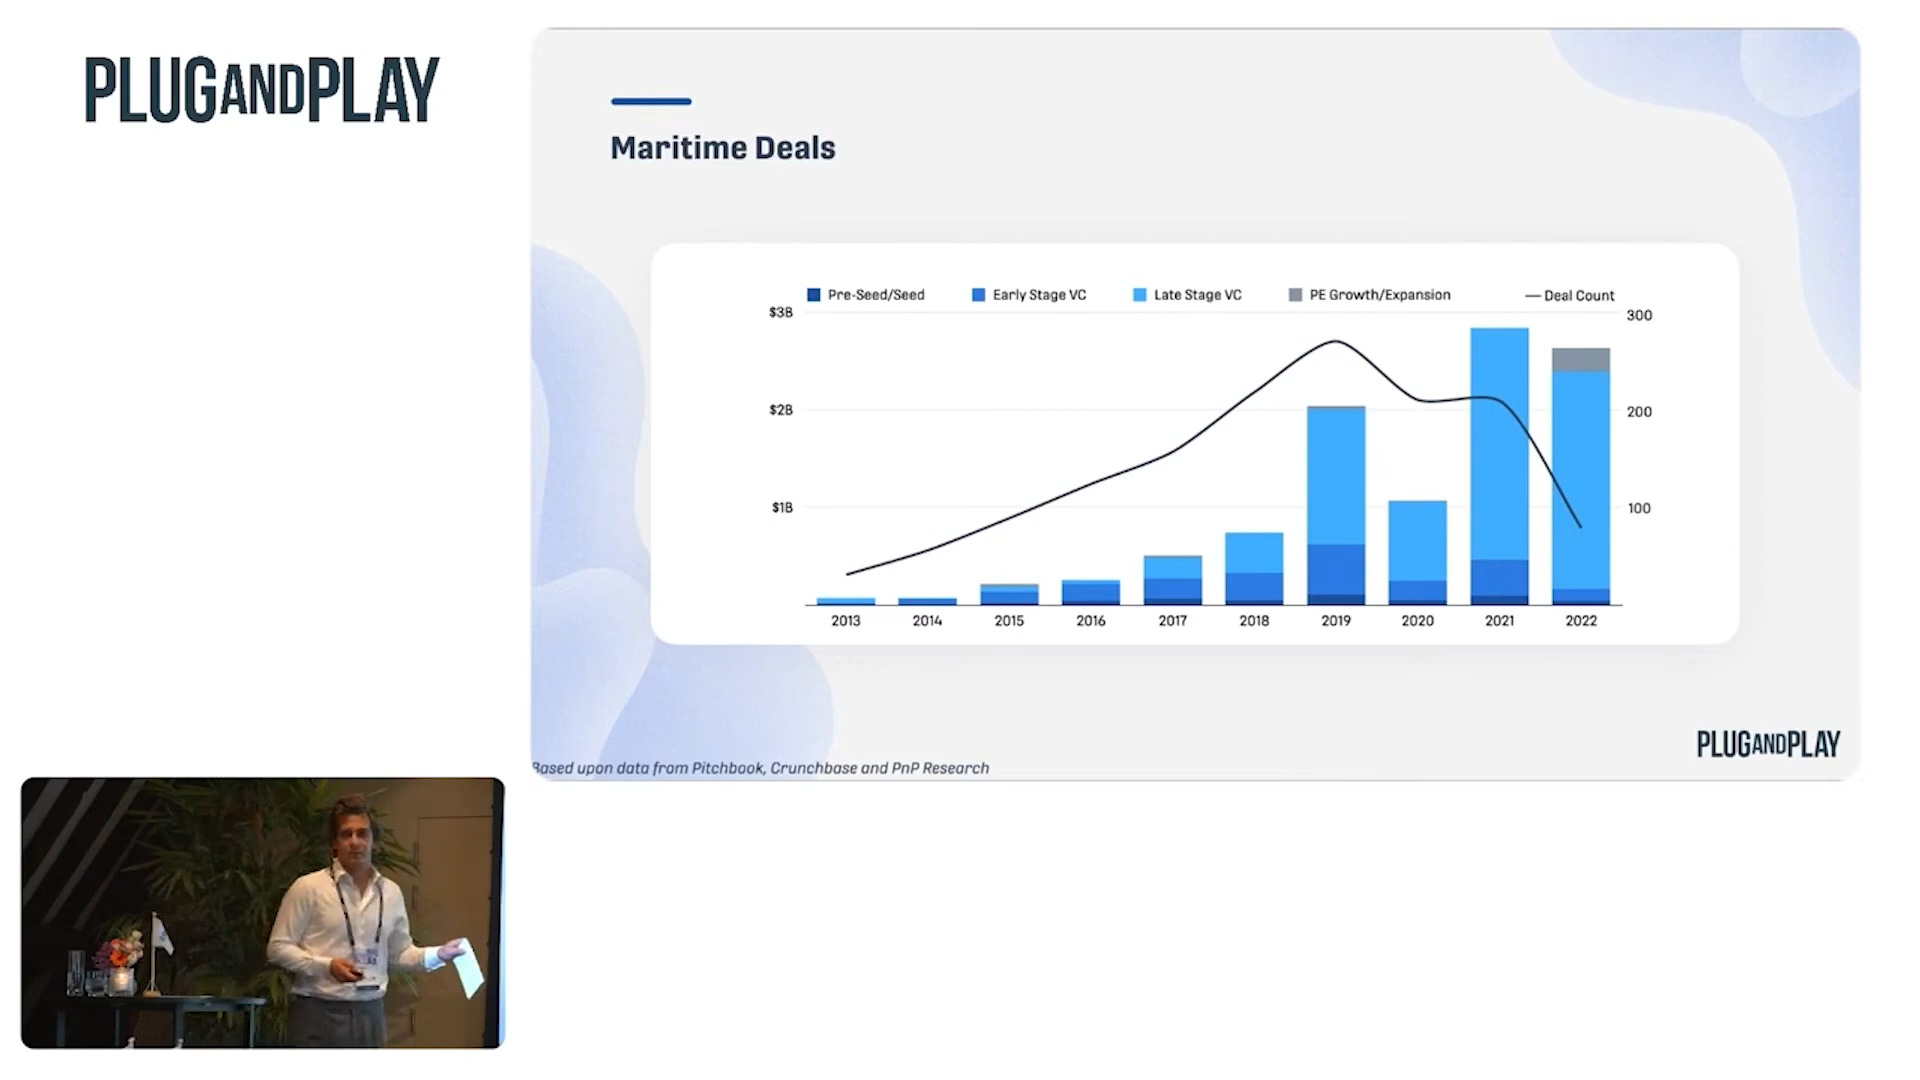 PLUGANDPLAY
Maritime Deals
Pre-Seed/Seed
Early Stage VC
Late Stage VC
PE Growth/Expansion
Deal Count
$3B
300
$2B
200
$1B
100
2013 2014 2015 2016 2017 2018 2019 2020 2021 2022
PLUGANDPLAY
Based upon data from Pitchbook, Crunchbase and PnP Research